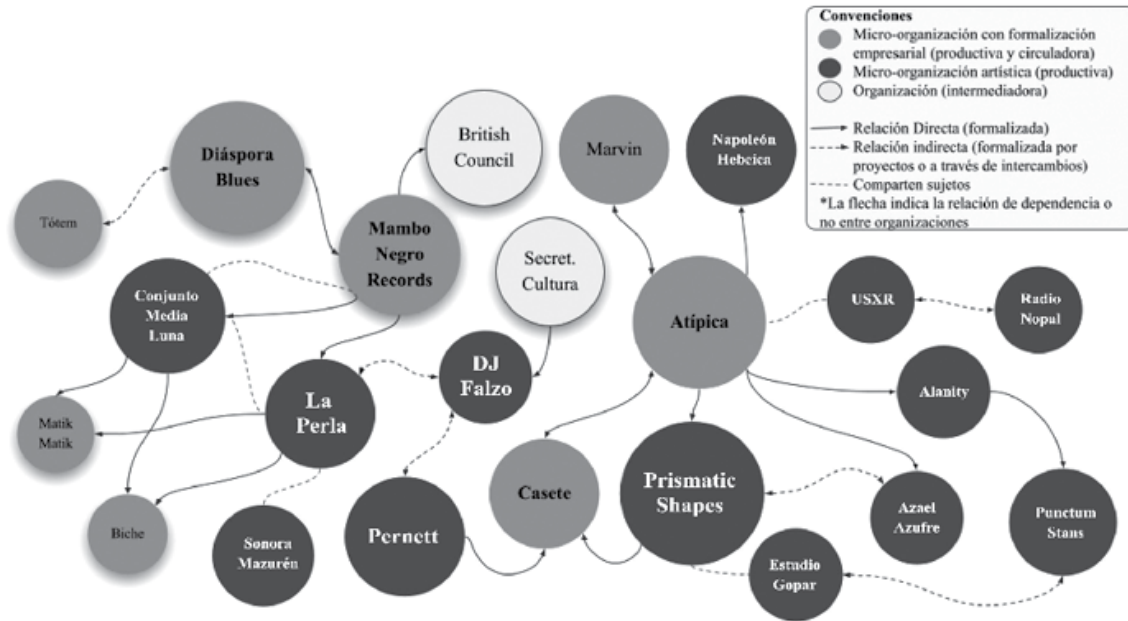 Convenciones
Micro-organización con formalización
empresarial (productiva y circuladora)
Micro-organización artística (productiva)
Organización (intermediadora)
Relación Directa (formalizada)
Relación indirecta (formalizada por
proyectos o a través de intercambios)
Comparten sujetos
*La flecha indica la relación de dependencia o
no entre organizaciones
Diáspora
Blues
British
Council
Marvin
Napoleón
Hebeica
Tótem
Mambo
Negro
Records
Secret.
Cultura
Conjunto
Media
Luna
Atípica
USXR
Radio
Nopal
DJ
Falzo
La
Perla
Alanity
Matik
Matik
Casete
Prismatic
Shapes
Azael
Azufre
Punctum
Stans
Biche
Sonora
Mazurén
Pernett
Estudio
Gopar